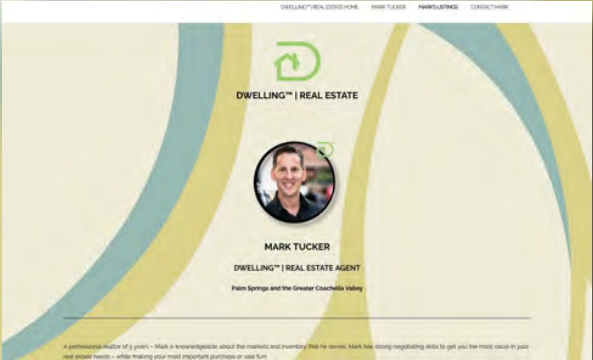 DWELLING™ | REAL ESTATE HOME MARK TUCKER MARK'S LISTINGS CONTACT MARK
DWELLING™ | REAL ESTATE
MARK TUCKER
DWELLING™ | REAL ESTATE AGENT
Palm Springs and the Greater Coachella Valley
A professional realtor of 5 years – Mark is knowledgeable about the markets and inventory that he serves. Mark has strong negotiating skills to get you the most value in your
real estate needs – while making your most important purchase or sale fun!